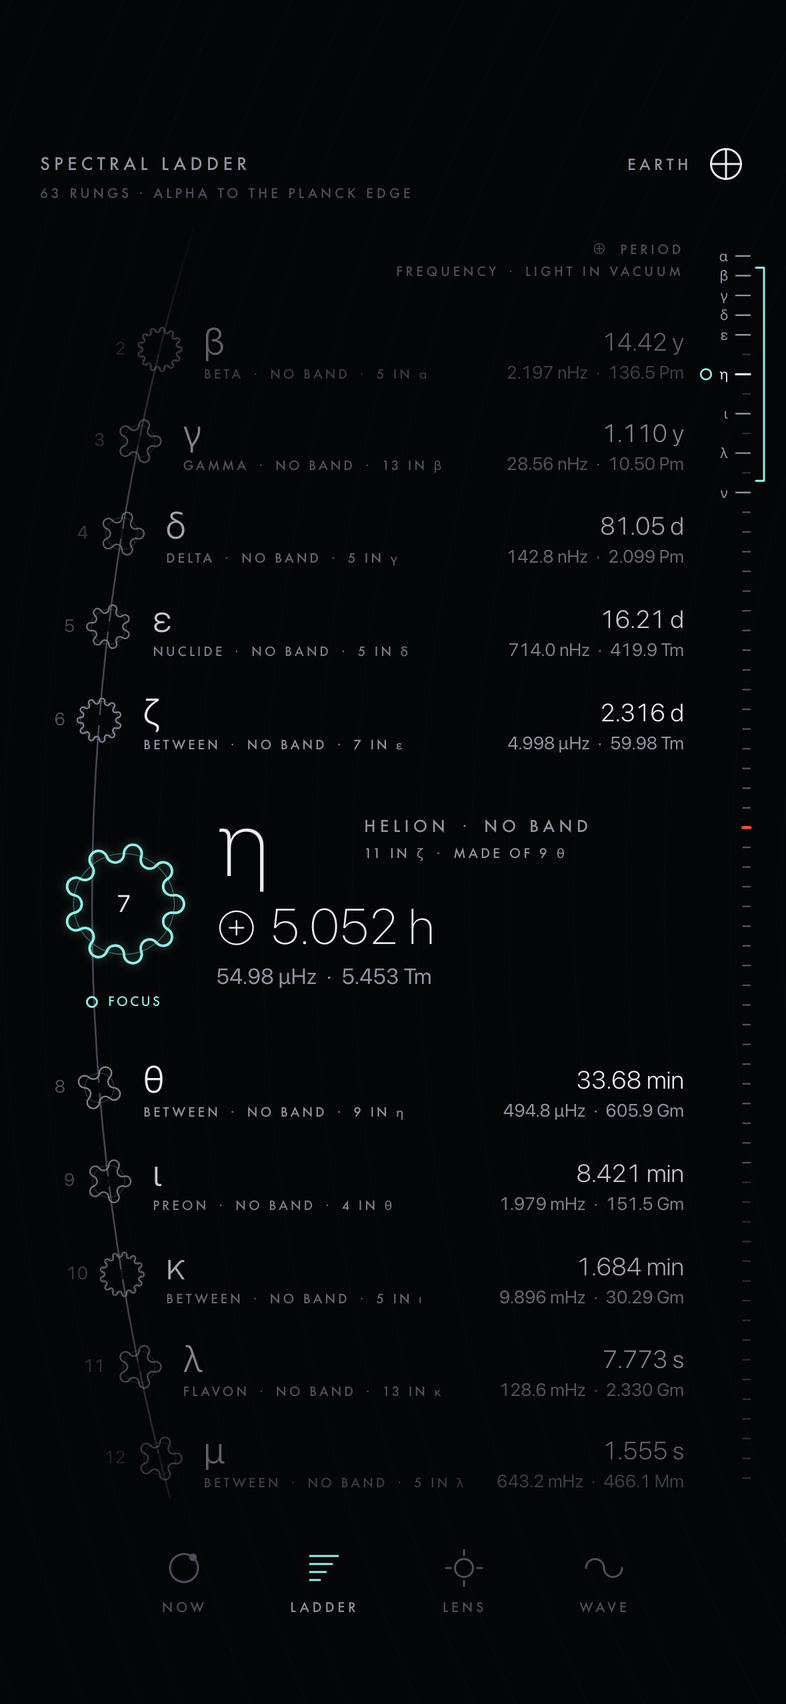 SPECTRAL LADDER
EARTH
63 RUNGS · ALPHA TO THE PLANCK EDGE
PERIOD
FREQUENCY · LIGHT IN VACUUM
α
β
γ
δ
ε
η
ι
λ
ν
2 β 14.42 y
BETA · NO BAND · 5 IN α 2.197 nHz · 136.5 Pm
3 γ 1.110 y
GAMMA · NO BAND · 13 IN β 28.56 nHz · 10.50 Pm
4 δ 81.05 d
DELTA · NO BAND · 5 IN γ 142.8 nHz · 2.099 Pm
5 ε 16.21 d
NUCLIDE · NO BAND · 5 IN δ 714.0 nHz · 419.9 Tm
6 ζ 2.316 d
BETWEEN · NO BAND · 7 IN ε 4.998 µHz · 59.98 Tm
7 η HELION · NO BAND
11 IN ζ · MADE OF 9 θ
5.052 h
54.98 µHz · 5.453 Tm
FOCUS
8 θ 33.68 min
BETWEEN · NO BAND · 9 IN η 494.8 µHz · 605.9 Gm
9 ι 8.421 min
PREON · NO BAND · 4 IN θ 1.979 mHz · 151.5 Gm
10 κ 1.684 min
BETWEEN · NO BAND · 5 IN ι 9.896 mHz · 30.29 Gm
11 λ 7.773 s
FLAVON · NO BAND · 13 IN κ 128.6 mHz · 2.330 Gm
12 μ 1.555 s
BETWEEN · NO BAND · 5 IN λ 643.2 mHz · 466.1 Mm
NOW LADDER LENS WAVE